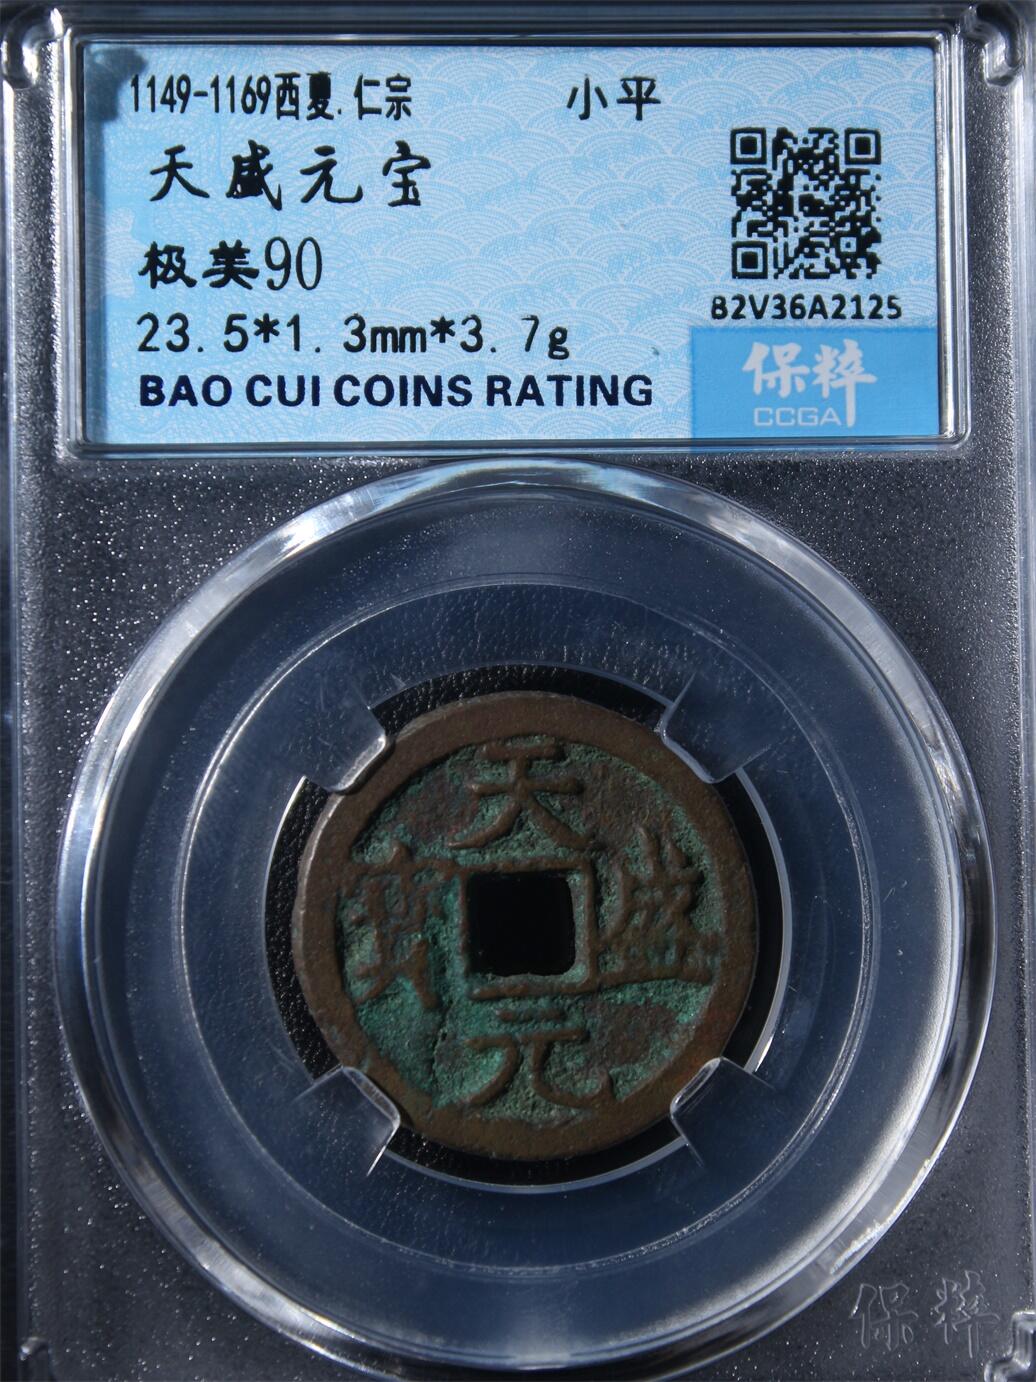 1149-1169西夏.仁宗 小平
天盛元宝
极美90
82V36A2125
23.5*1.3mm*3.7g
BAO CUI COINS RATING
保粹
CCGA
天
盛
元
寶
保粹